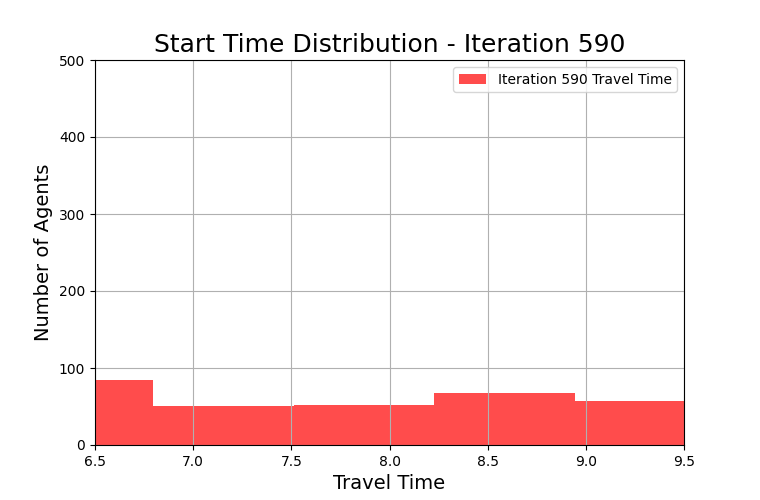 Start Time Distribution - Iteration 590
Iteration 590 Travel Time
Number of Agents
500
400
300
200
100
0
6.5 7.0 7.5 8.0 8.5 9.0 9.5
Travel Time